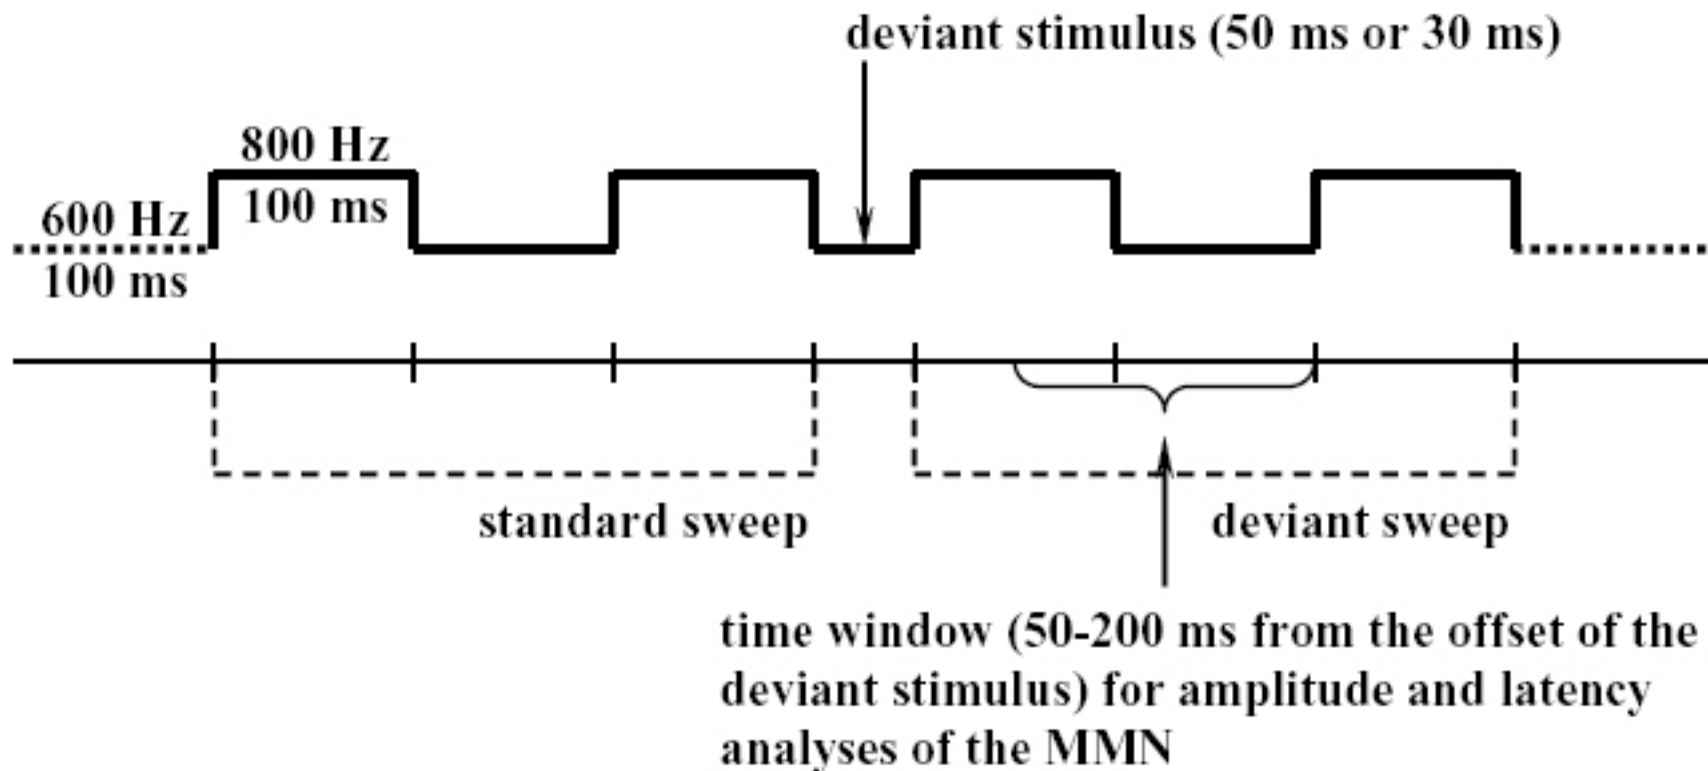 deviant stimulus (50 ms or 30 ms)
800 Hz
100 ms
600 Hz
100 ms
standard sweep
deviant sweep
time window (50-200 ms from the offset of the
deviant stimulus) for amplitude and latency
analyses of the MMN